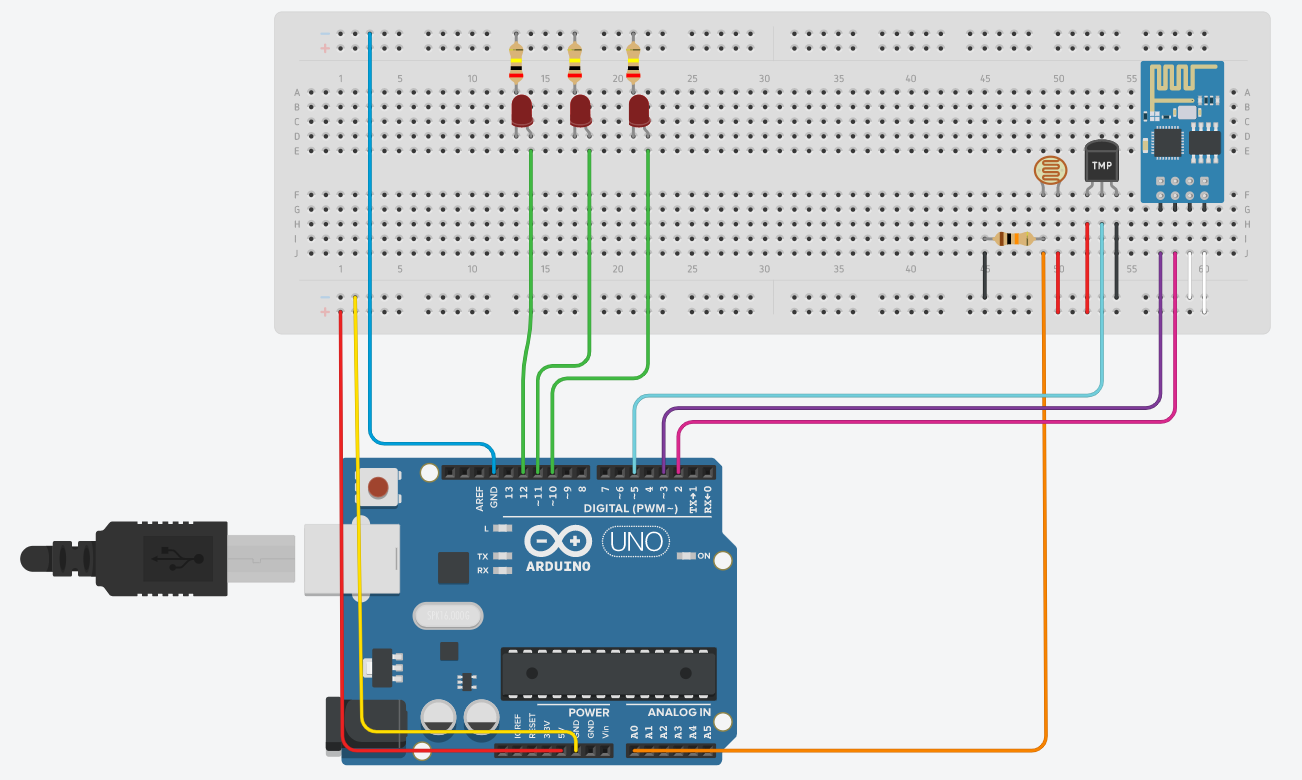 − −
+ +
1 5 10 15 20 25 30 35 40 45 50 55
A A
B B
C C
D D
E E
TMP
F F
G G
H H
I I
J J
1 5 10 15 20 25 30 35 40 45 50 55 60
−
+
AREF GND 13 12 ~11 ~10 ~9 8 7 ~6 ~5 4 ~3 2 TX→1 RX←0
DIGITAL (PWM~)
L
TX
RX
UNO
ON
ARDUINO
POWER
ANALOG IN
RESET 3.3V 5V GND GND Vin A0 A1 A2 A3 A4 A5